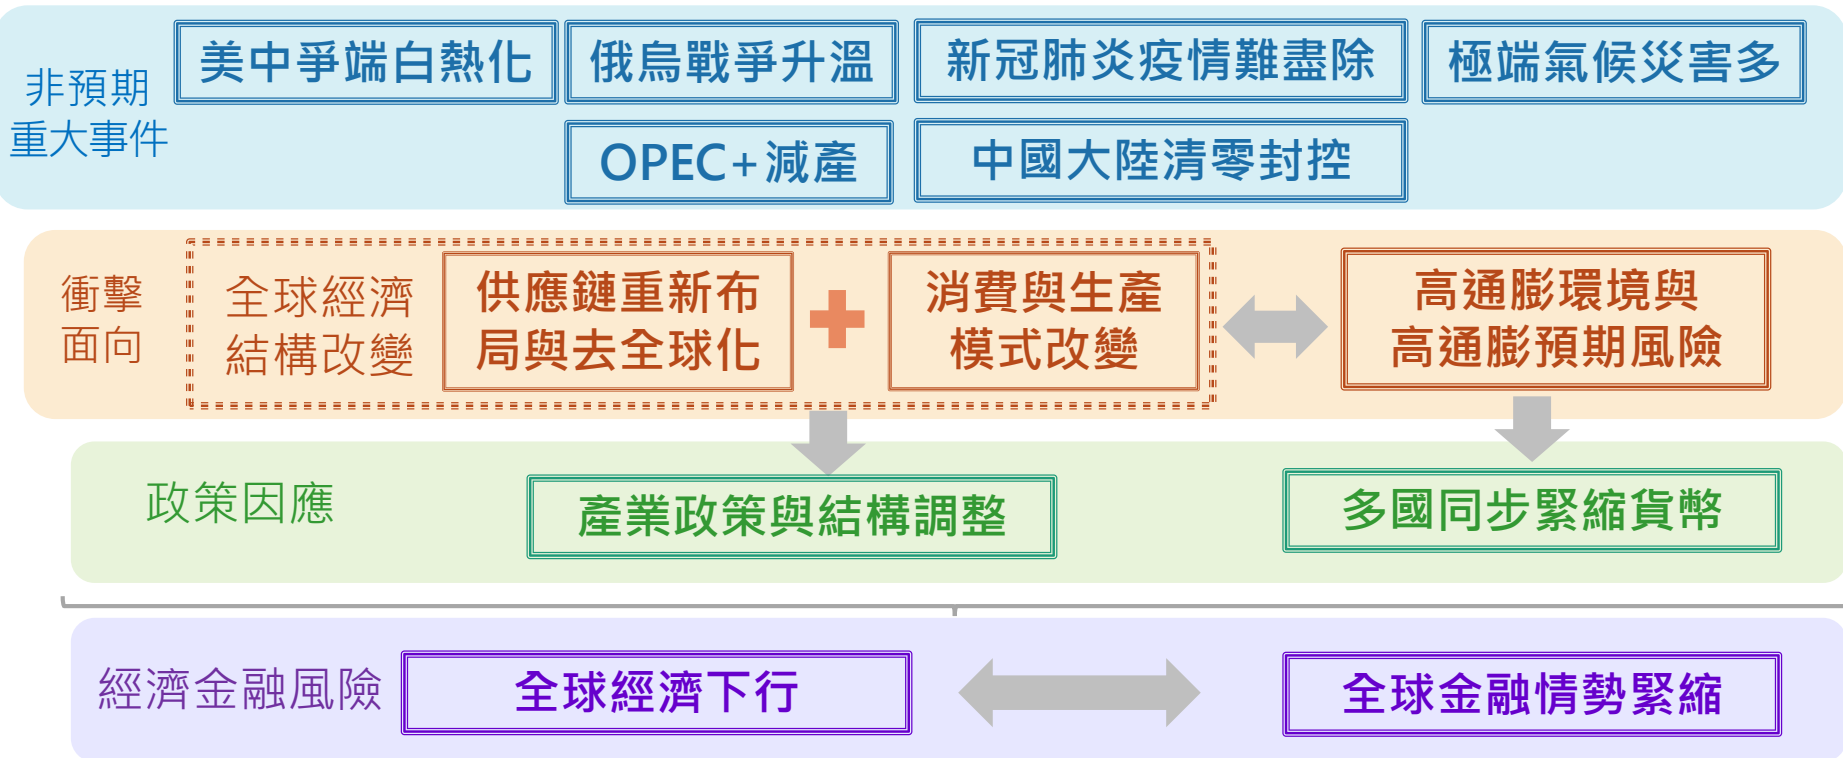 非預期
重大事件
美中爭端白熱化
俄烏戰爭升溫
新冠肺炎疫情難盡除
極端氣候災害多
OPEC+減產
中國大陸清零封控
衝擊
面向
全球經濟
結構改變
供應鏈重新布
局與去全球化
消費與生產
模式改變
高通膨環境與
高通膨預期風險
政策因應
產業政策與結構調整
多國同步緊縮貨幣
經濟金融風險
全球經濟下行
全球金融情勢緊縮